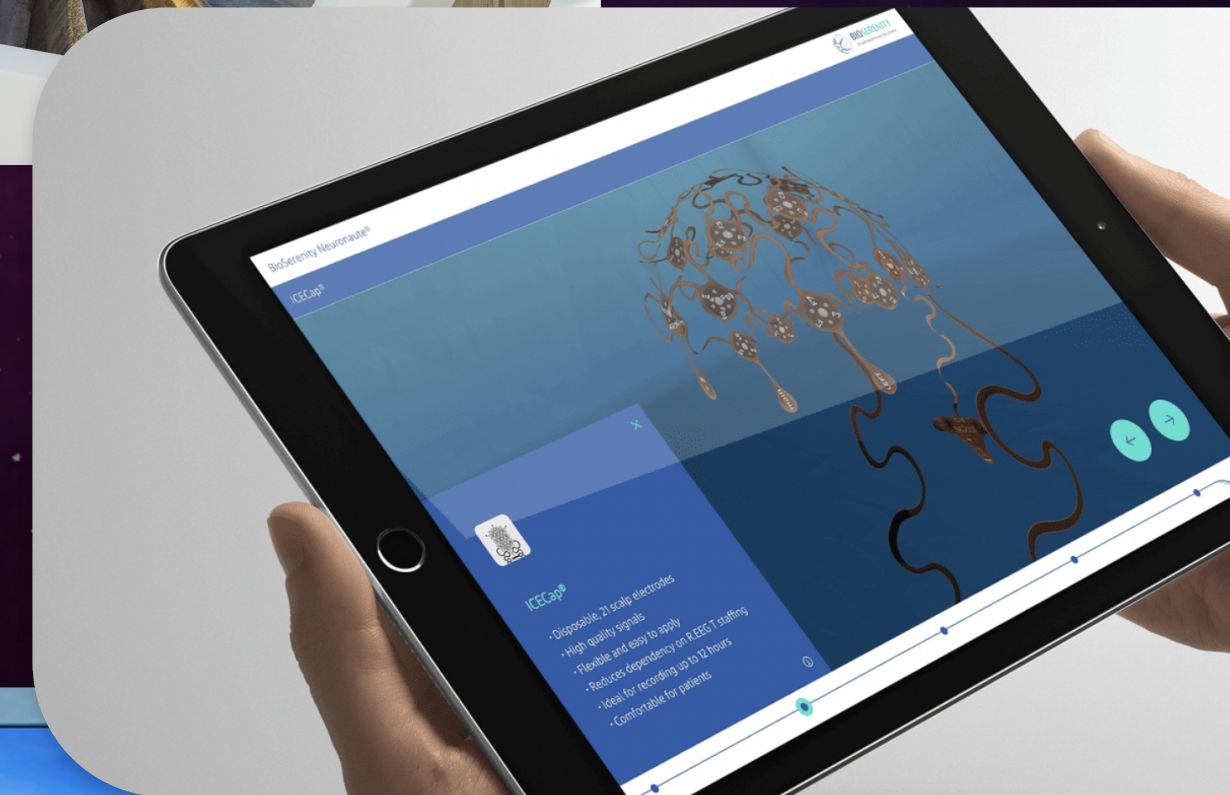 BIOSERENITY
BioSerenity Neuronaute®
ICECap®
LEFT
ICECap®
• Disposable, 21 scalp electrodes
• High quality signals
• Flexible and easy to apply
• Reduces dependency on R.EEG T staffing
• Ideal for recording up to 12 hours
• Comfortable for patients